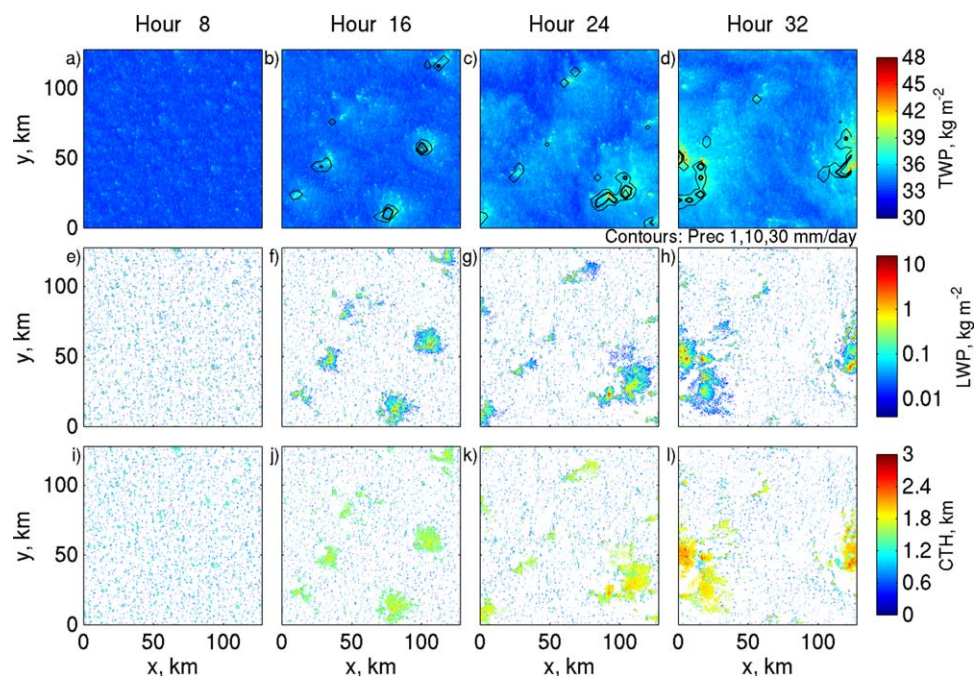 Hour 8 Hour 16 Hour 24 Hour 32
a) b) c) d)
y, km
100
50
0
48
45
42
39
36
33
30
TWP, kg m-2
Contours: Prec 1,10,30 mm/day
e) f) g) h)
y, km
100
50
0
10
1
0.1
0.01
LWP, kg m-2
i) j) k) l)
y, km
100
50
0
3
2.4
1.8
1.2
0.6
0
CTH, km
0 50 100 0 50 100 0 50 100 0 50 100
x, km x, km x, km x, km